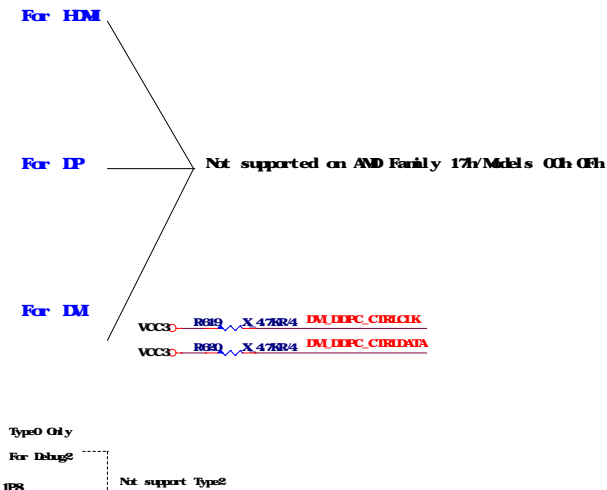 For HDMI
For DP
Not supported on AMD Family 17h/Models 00h-0Fh
For DVI
VCC3 R619 X_4.7KR/4 DVI_DDPC_CTRLCLK
VCC3 R620 X_4.7KR/4 DVI_DDPC_CTRLDATA
Type0 Only
For Debug2
Not support Type2
1P8